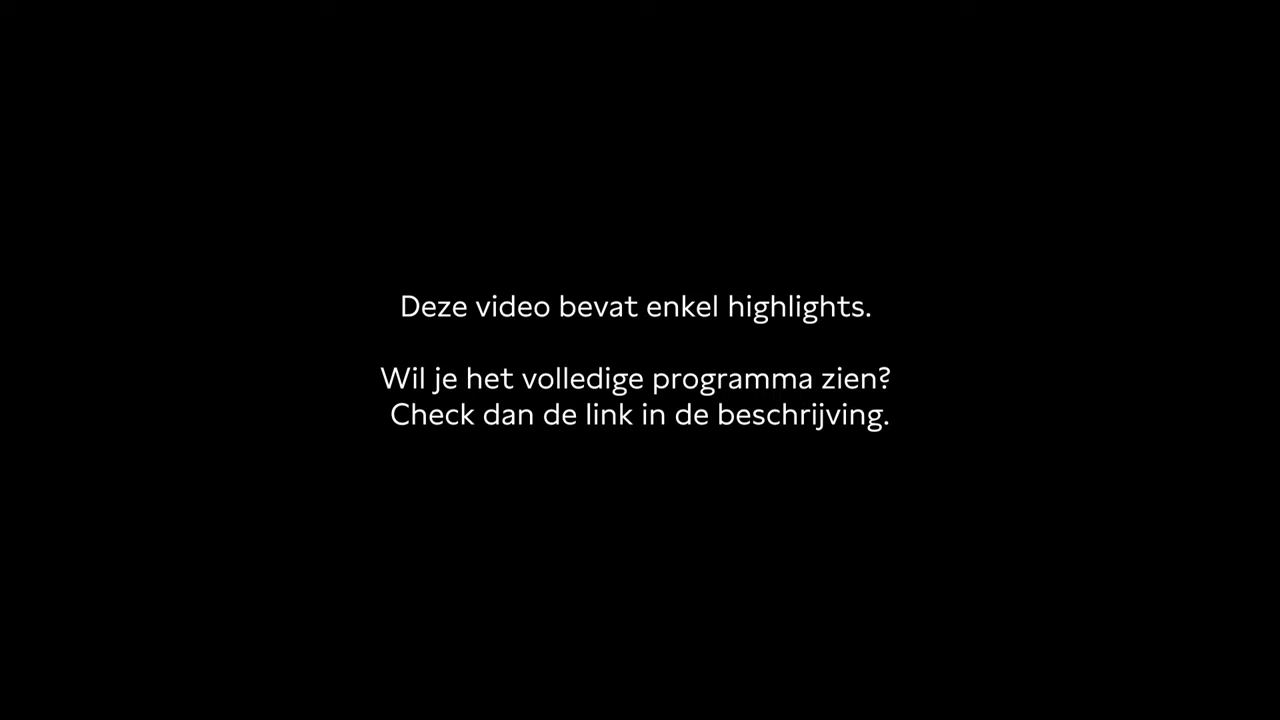 Deze video bevat enkel highlights.
Wil je het volledige programma zien?
Check dan de link in de beschrijving.